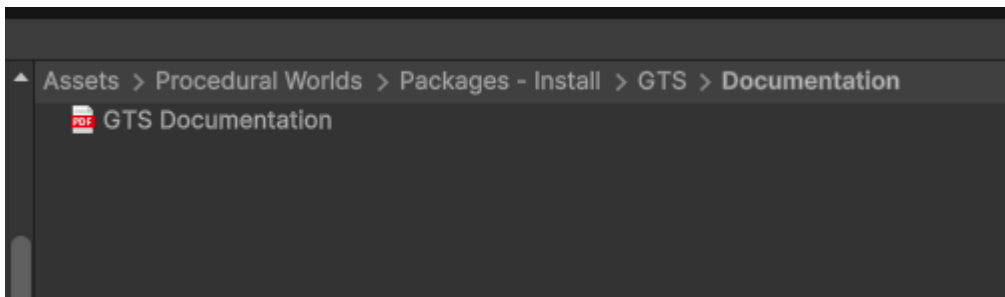 Assets > Procedural Worlds > Packages - Install > GTS > Documentation
PDF GTS Documentation